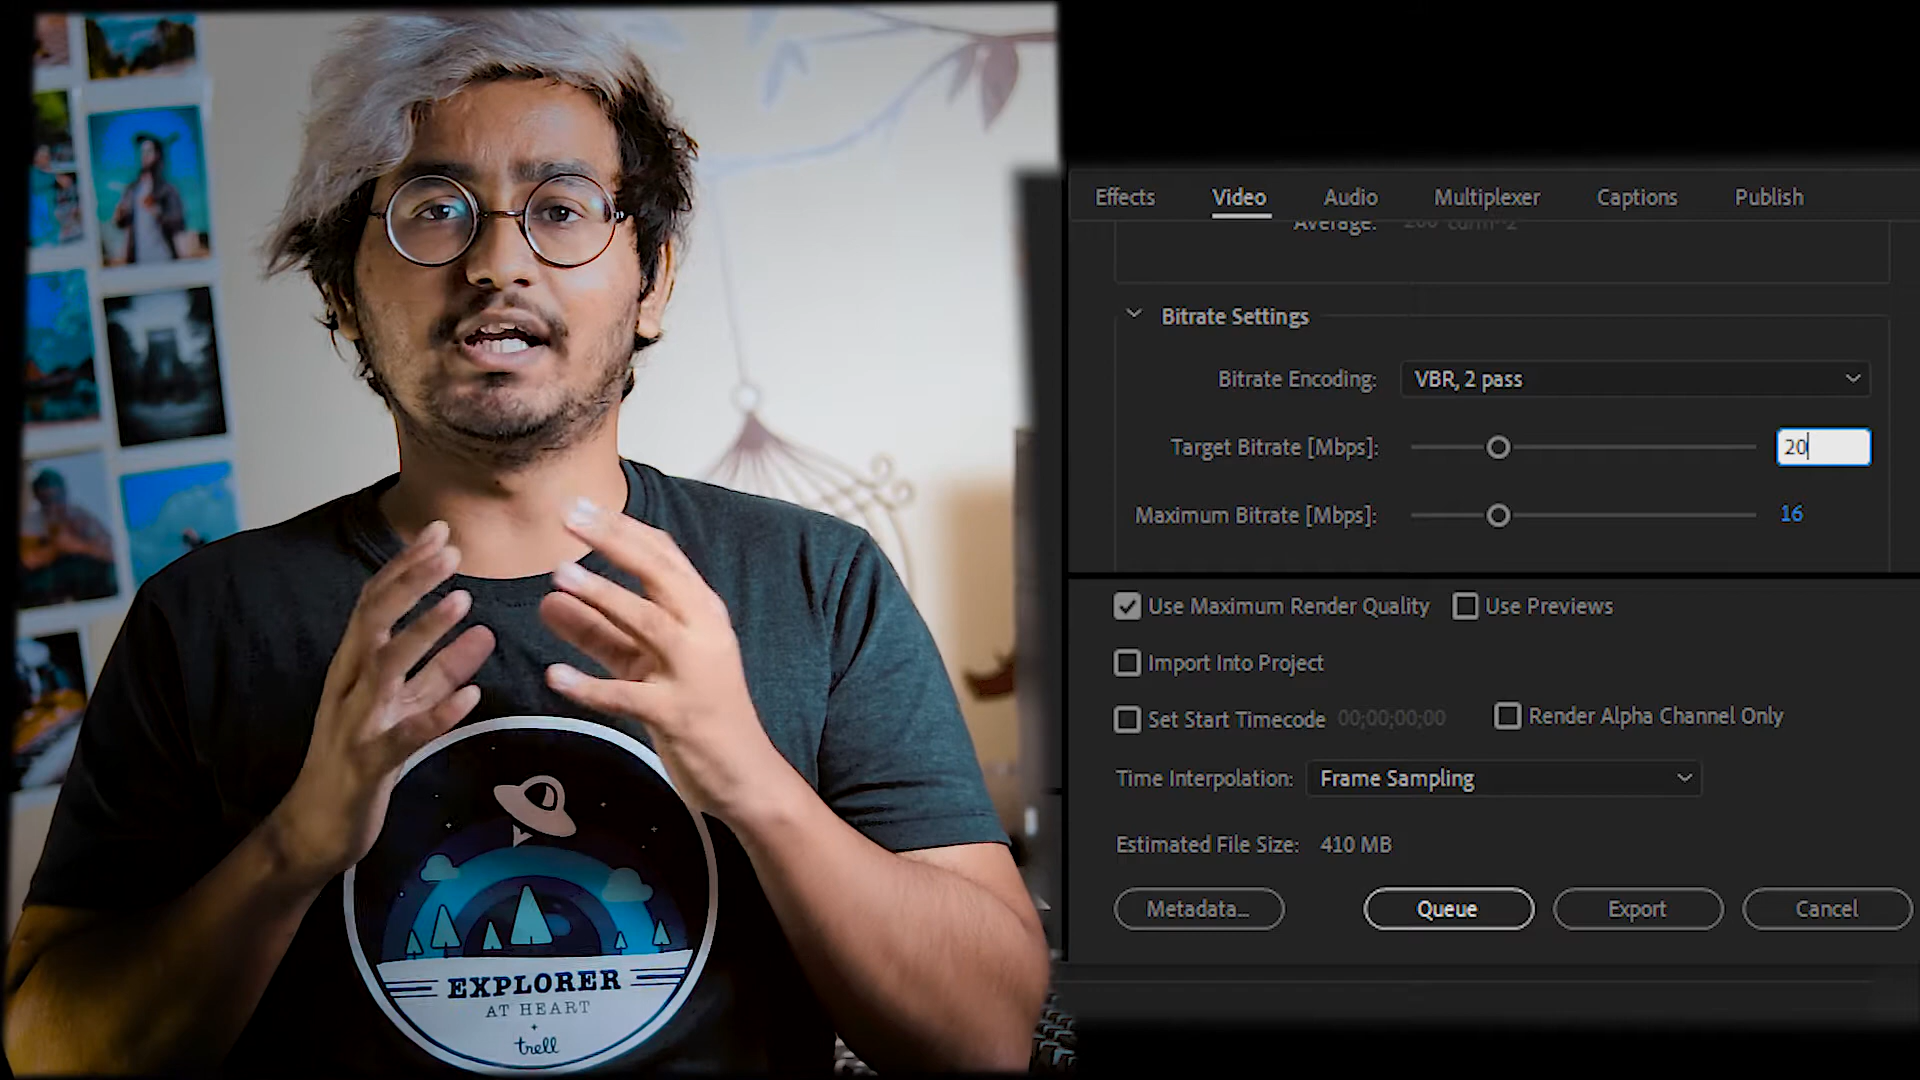 Effects Video Audio Multiplexer Captions Publish
Average:
Bitrate Settings
Bitrate Encoding: VBR, 2 pass
Target Bitrate [Mbps]: 20
Maximum Bitrate [Mbps]: 16
Use Maximum Render Quality Use Previews
Import Into Project
Set Start Timecode 00;00;00;00 Render Alpha Channel Only
Time Interpolation: Frame Sampling
Estimated File Size: 410 MB
Metadata... Queue Export Cancel
EXPLORER
AT HEART
+
trell